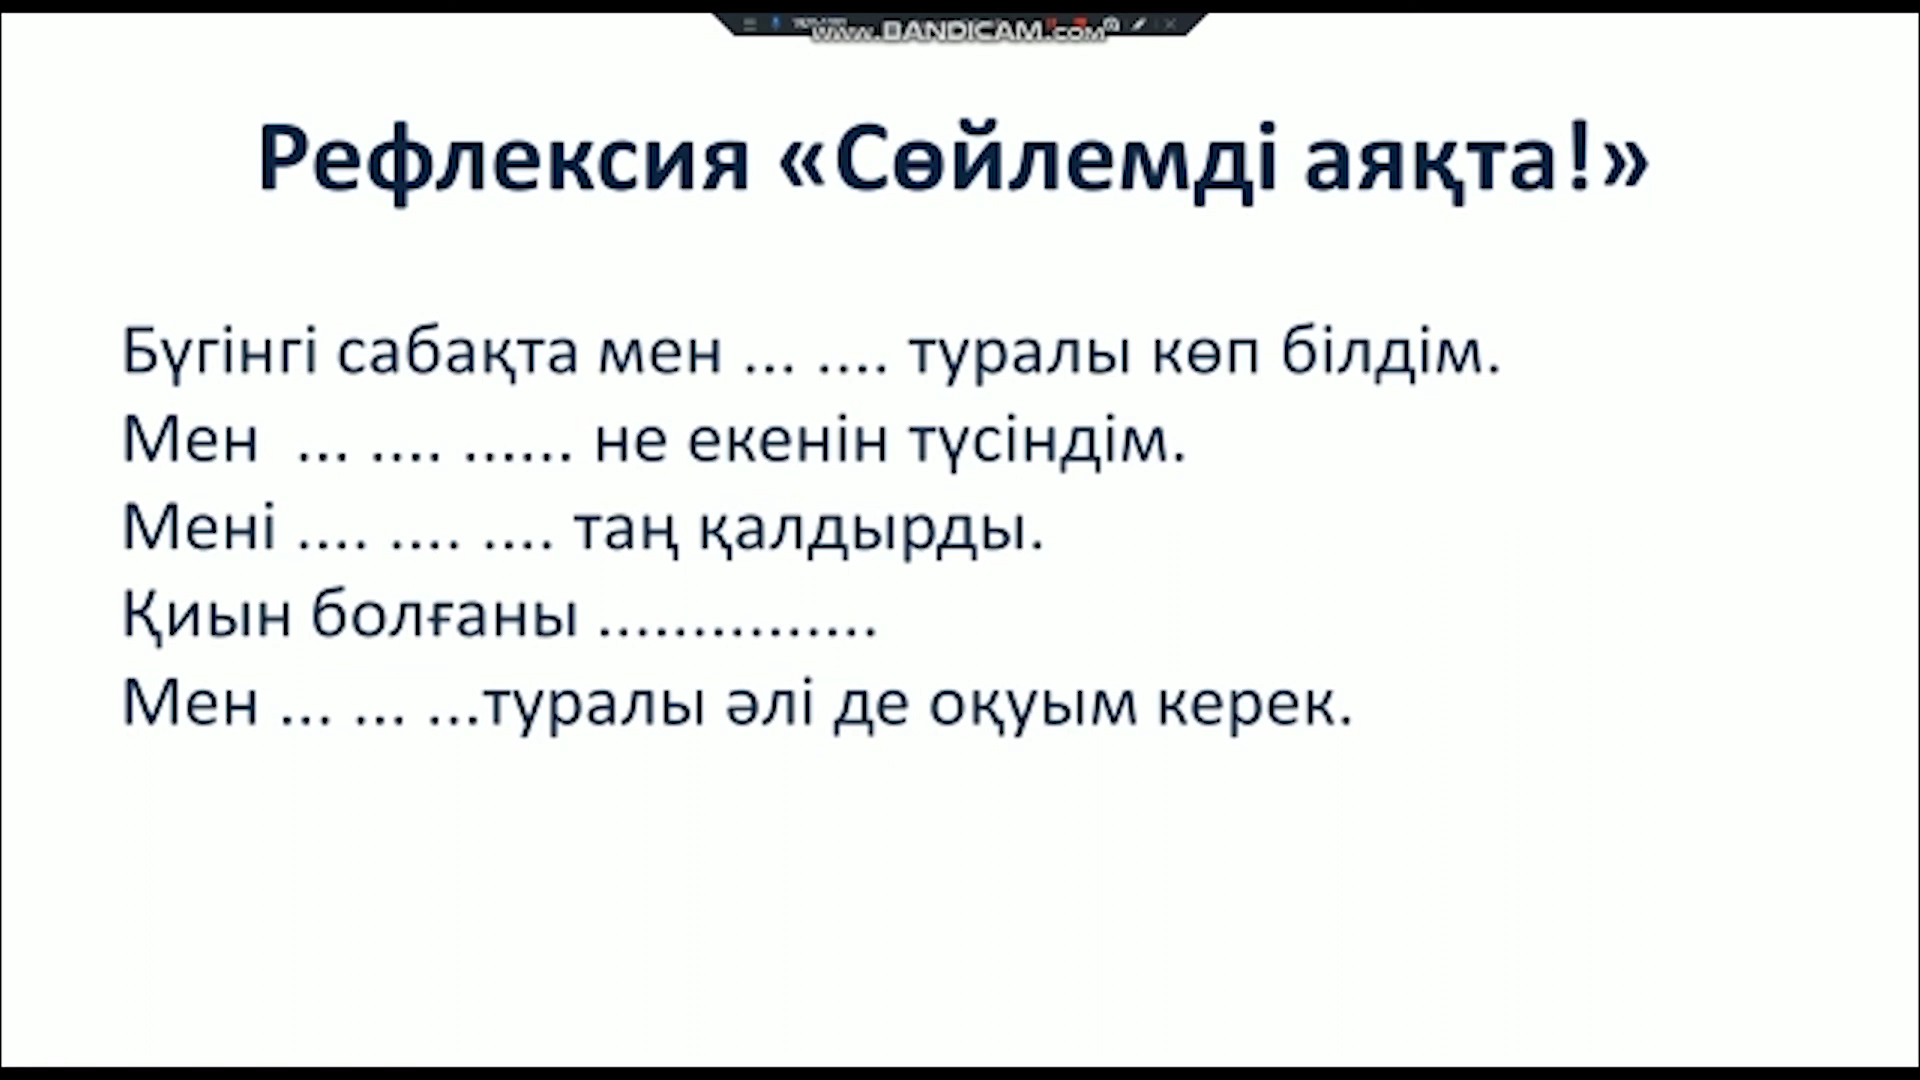 www.BANDICAM.com
Рефлексия «Сөйлемді аяқта!»
Бүгінгі сабақта мен ... .... туралы көп білдім.
Мен ... .... ...... не екенін түсіндім.
Мені .... .... .... таң қалдырды.
Қиын болғаны ...............
Мен ... ... ...туралы әлі де оқуым керек.